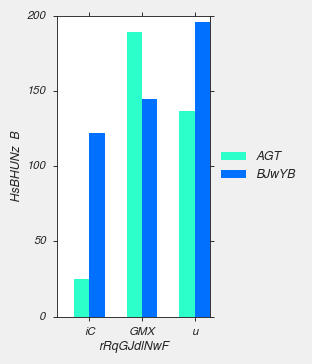 200
150
100
50
0
HsBHUNz B
iC GMX u
rRqGJdlNwF
AGT
BJwYB